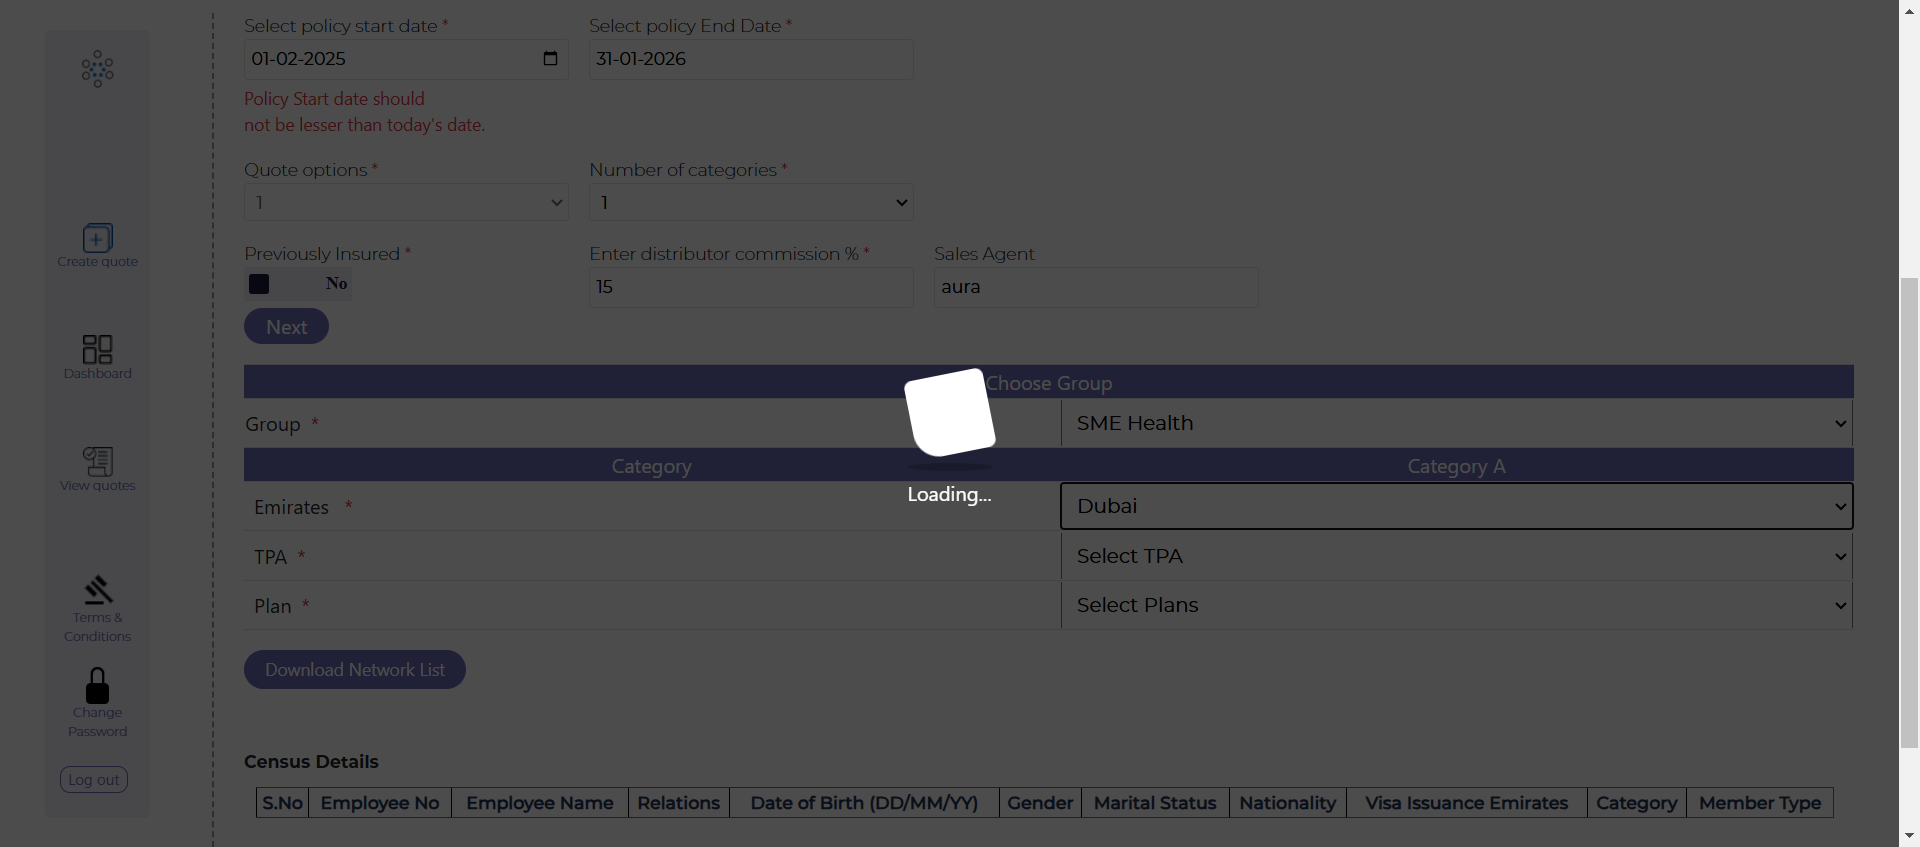 Select policy start date *
Select policy End Date *
01-02-2025
31-01-2026
Policy Start date should
not be lesser than today's date.
Quote options *
Number of categories *
1
1
Previously Insured *
Enter distributor commission % *
Sales Agent
No
15
aura
Next
Choose Group
Group *
SME Health
Category
Category A
Loading...
Emirates *
Dubai
TPA *
Select TPA
Plan *
Select Plans
Download Network List
Census Details
S.No Employee No Employee Name Relations Date of Birth (DD/MM/YY) Gender Marital Status Nationality Visa Issuance Emirates Category Member Type
Create quote
Dashboard
View quotes
Terms &
Conditions
Change
Password
Log out